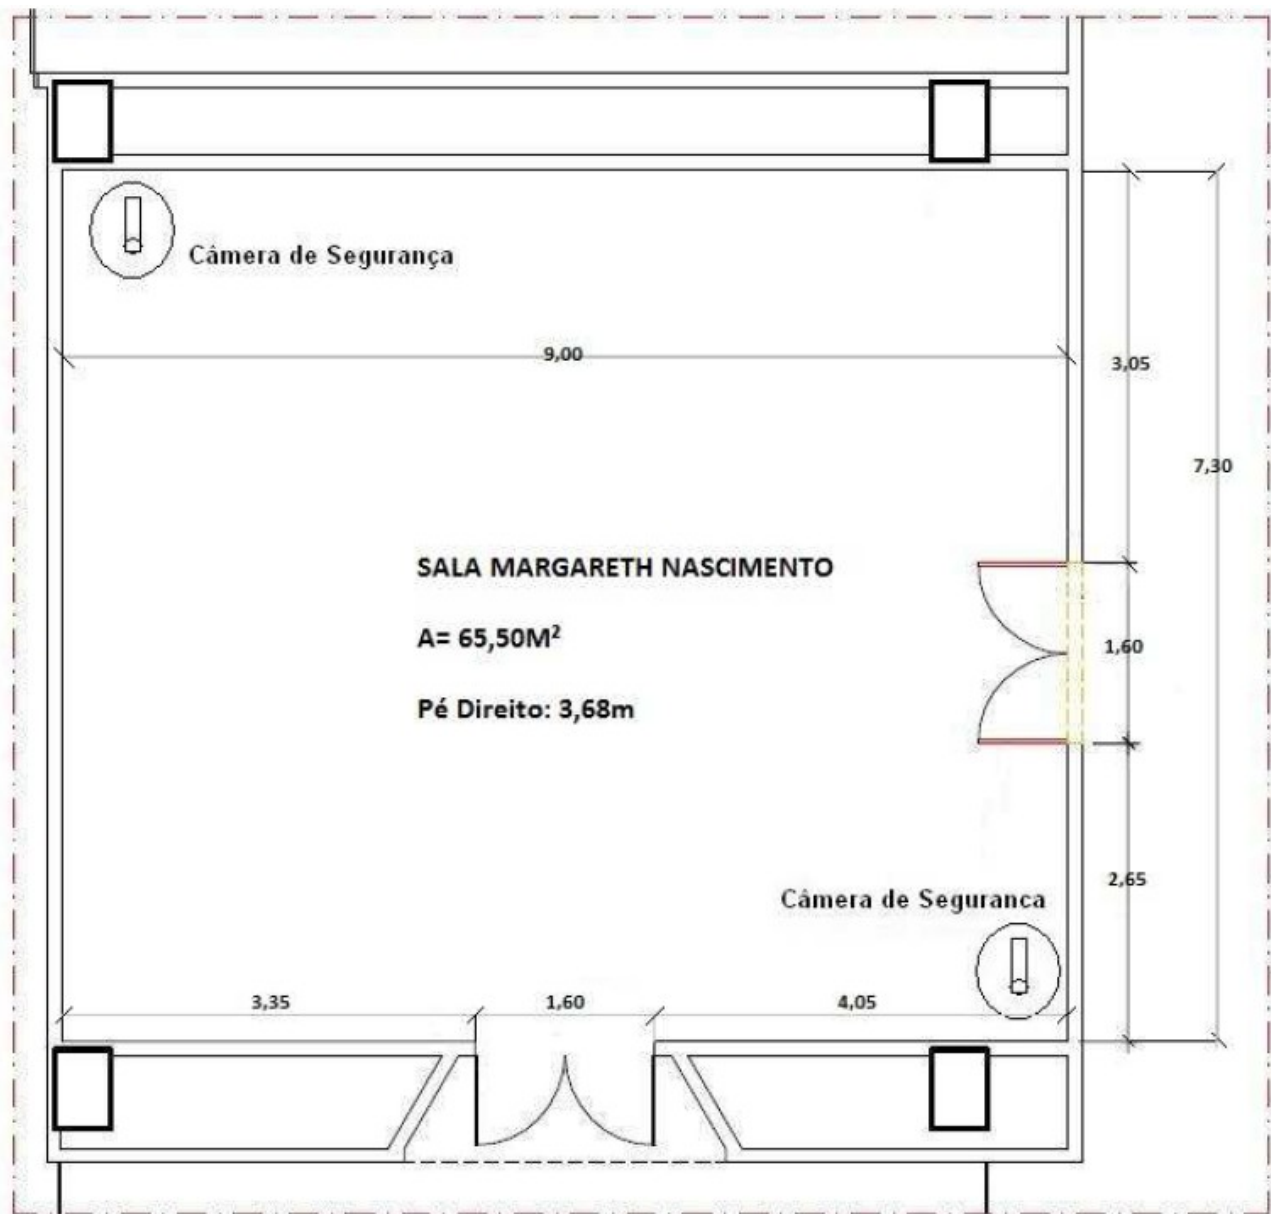 Câmera de Segurança
9,00
3,05
7,30
SALA MARGARETH NASCIMENTO
A= 65,50M²
1,60
Pé Direito: 3,68m
2,65
Câmera de Seguranca
3,35
1,60
4,05